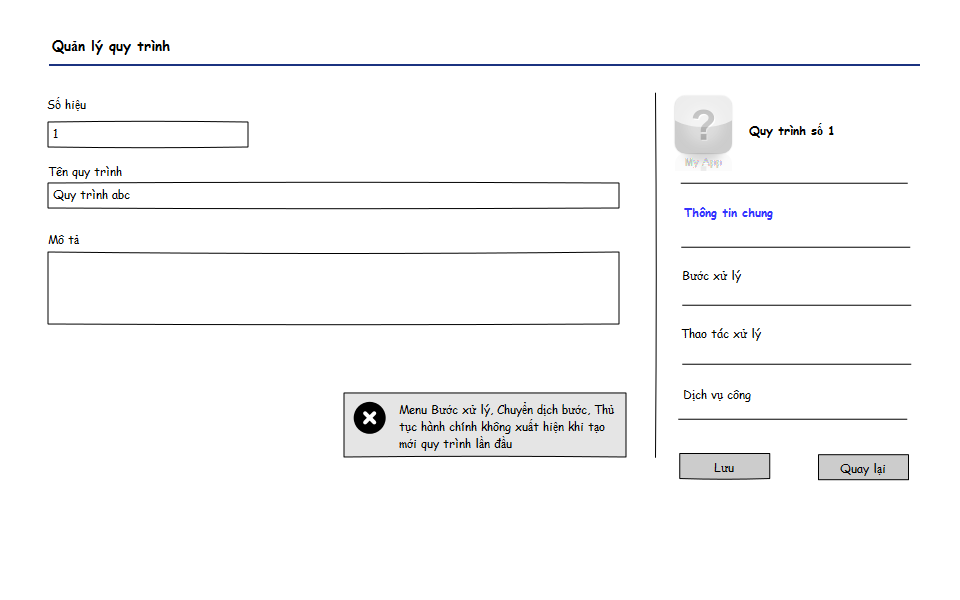 Quản lý quy trình
Số hiệu
1
Tên quy trình
Quy trình abc
Mô tả
Menu Bước xử lý, Chuyển dịch bước, Thủ
tục hành chính không xuất hiện khi tạo
mới quy trình lần đầu
?
My App
Quy trình số 1
Thông tin chung
Bước xử lý
Thao tác xử lý
Dịch vụ công
Lưu
Quay lại